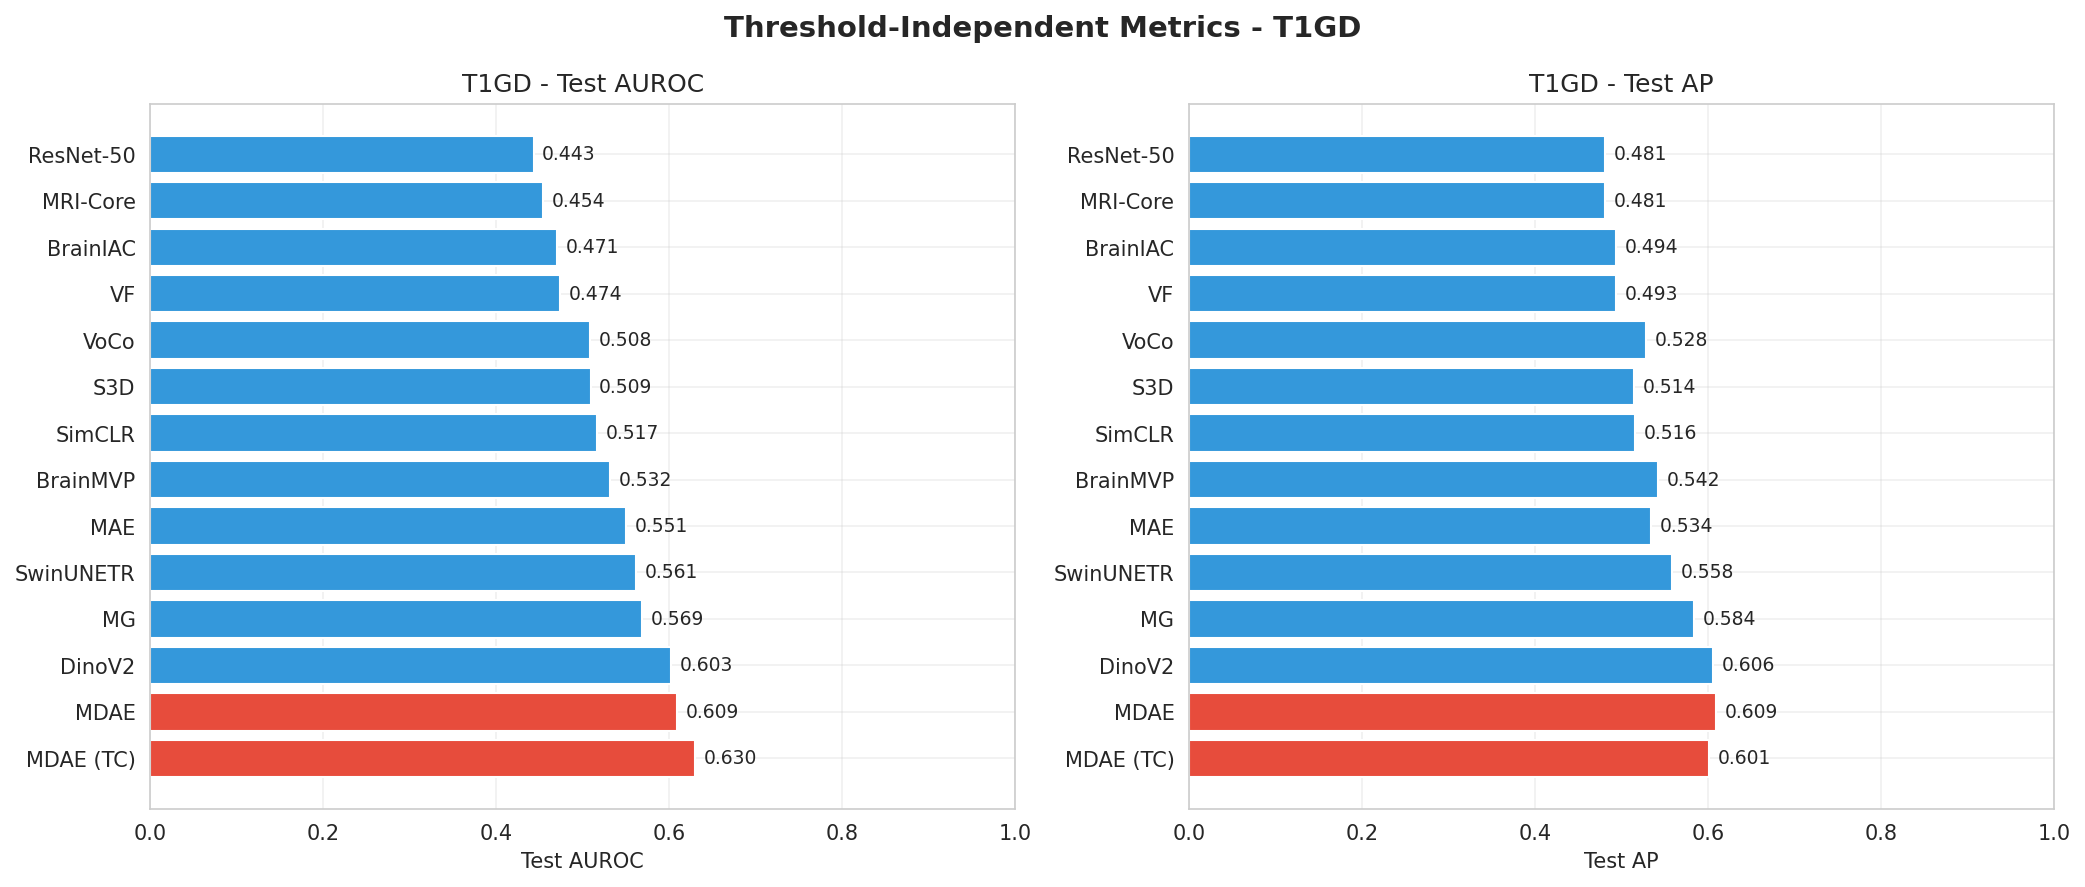 Threshold-Independent Metrics - T1GD
T1GD - Test AUROC
ResNet-50 0.443
MRI-Core 0.454
BrainIAC 0.471
VF 0.474
VoCo 0.508
S3D 0.509
SimCLR 0.517
BrainMVP 0.532
MAE 0.551
SwinUNETR 0.561
MG 0.569
DinoV2 0.603
MDAE 0.609
MDAE (TC) 0.630
0.0 0.2 0.4 0.6 0.8 1.0
Test AUROC
T1GD - Test AP
ResNet-50 0.481
MRI-Core 0.481
BrainIAC 0.494
VF 0.493
VoCo 0.528
S3D 0.514
SimCLR 0.516
BrainMVP 0.542
MAE 0.534
SwinUNETR 0.558
MG 0.584
DinoV2 0.606
MDAE 0.609
MDAE (TC) 0.601
0.0 0.2 0.4 0.6 0.8 1.0
Test AP